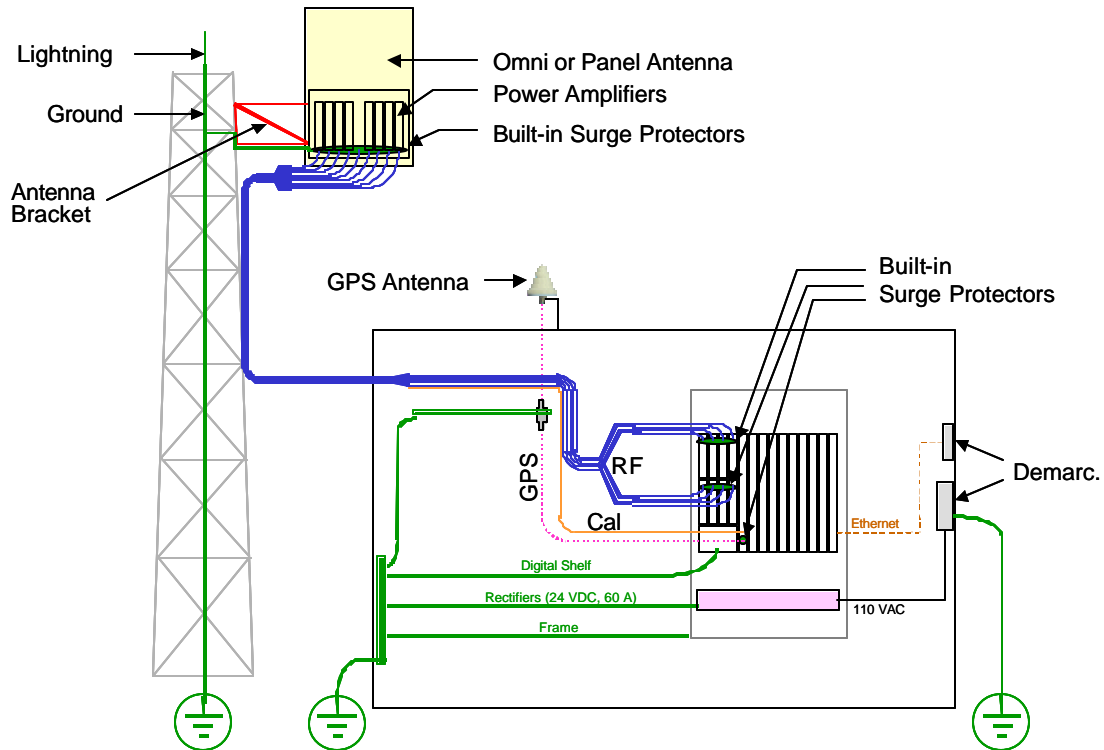 Lightning
Ground
Antenna
Bracket
Omni or Panel Antenna
Power Amplifiers
Built-in Surge Protectors
GPS Antenna
Built-in
Surge Protectors
RF
GPS
Cal
Demarc.
Ethernet
Digital Shelf
Rectifiers (24 VDC, 60 A)
110 VAC
Frame